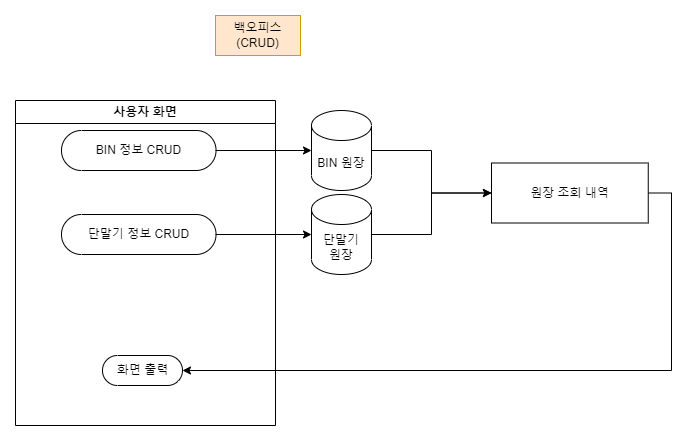 백오피스
(CRUD)
사용자 화면
BIN 정보 CRUD
BIN 원장
원장 조회 내역
단말기 정보 CRUD
단말기
원장
화면 출력